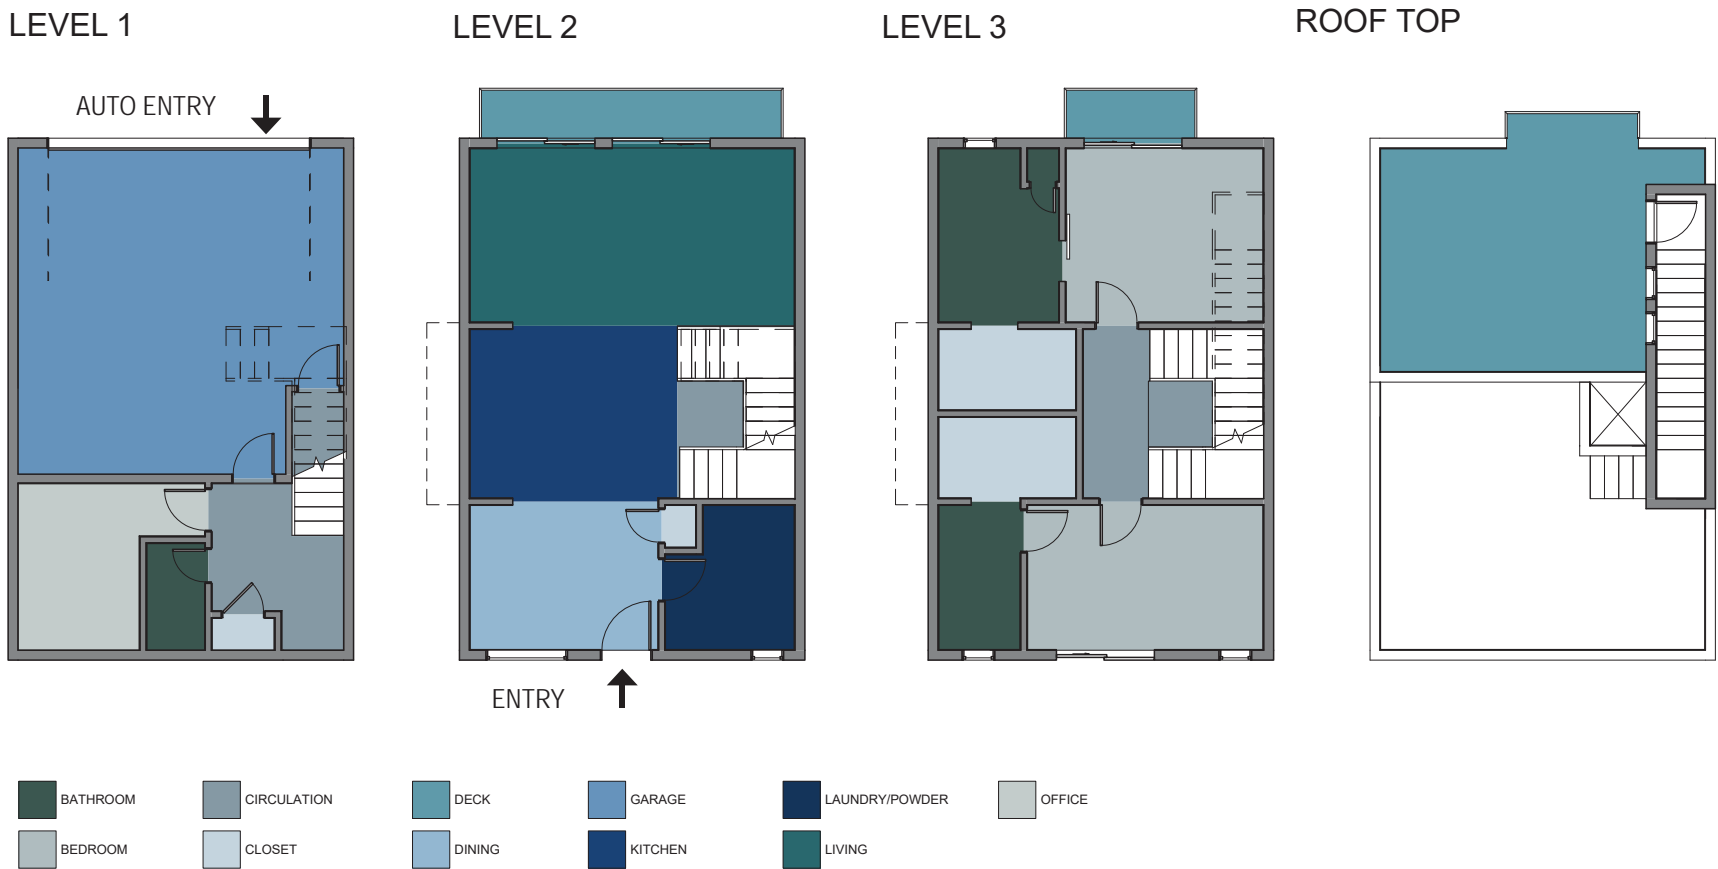 LEVEL 1
LEVEL 2
LEVEL 3
ROOF TOP
AUTO ENTRY
ENTRY
BATHROOM
CIRCULATION
DECK
GARAGE
LAUNDRY/POWDER
OFFICE
BEDROOM
CLOSET
DINING
KITCHEN
LIVING